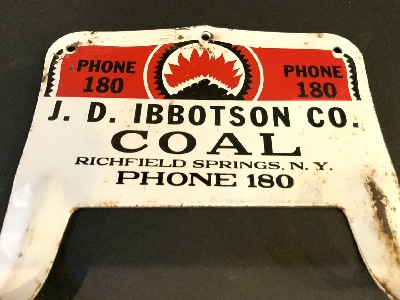 PHONE 180
PHONE 180
J. D. IBBOTSON CO.
COAL
RICHFIELD SPRINGS, N. Y.
PHONE 180